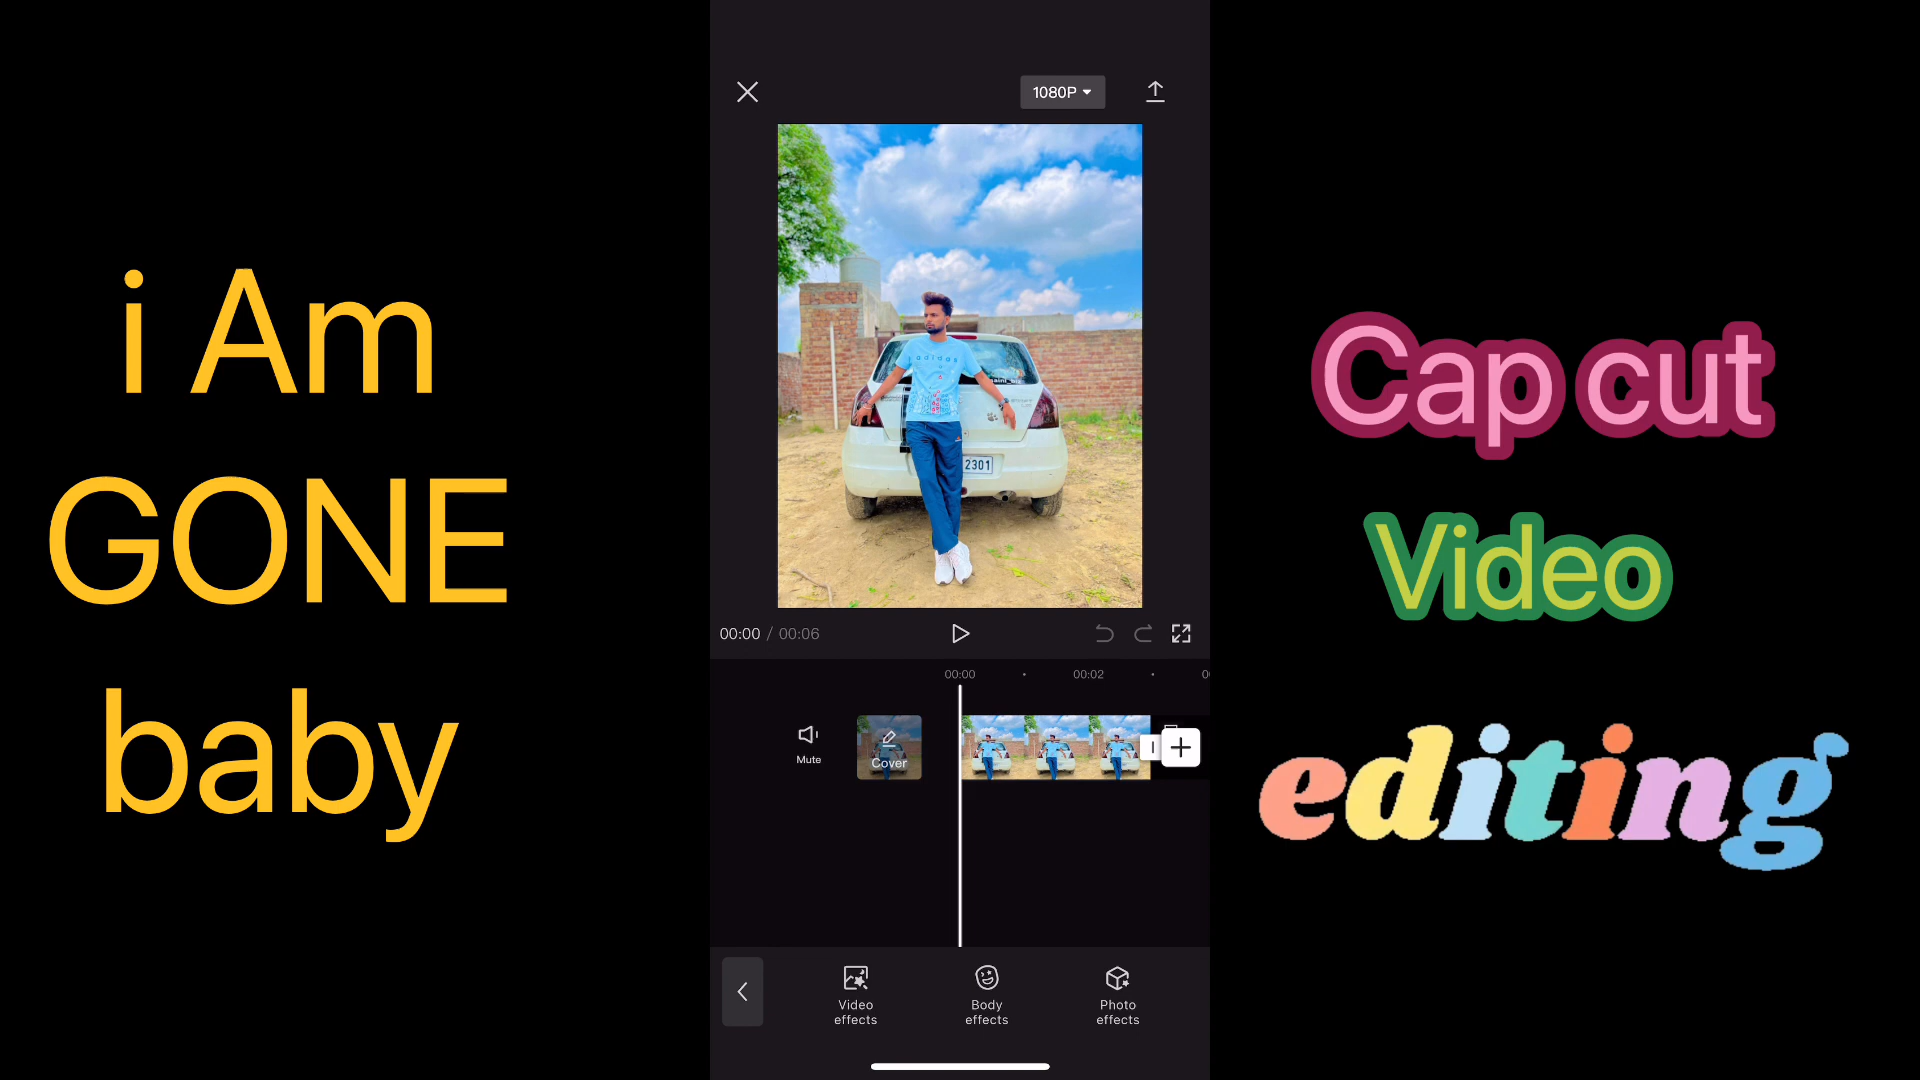 i Am
GONE
baby
1080P
adidas
2301
00:00 / 00:06
00:00
00:02
Mute
Cover
Video
effects
Body
effects
Photo
effects
Cap cut
Video
editing